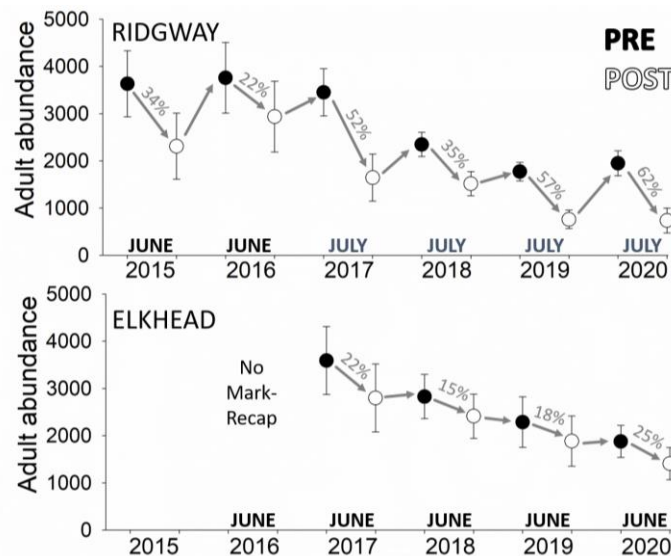 RIDGWAY
PRE
POST
Adult abundance
5000
4000
3000
2000
1000
0
34%
22%
52%
35%
57%
62%
JUNE JUNE JULY JULY JULY JULY
2015 2016 2017 2018 2019 2020
ELKHEAD
Adult abundance
5000
4000
3000
2000
1000
0
No
Mark-
Recap
22%
15%
18%
25%
JUNE JUNE JUNE JUNE JUNE
2015 2016 2017 2018 2019 2020